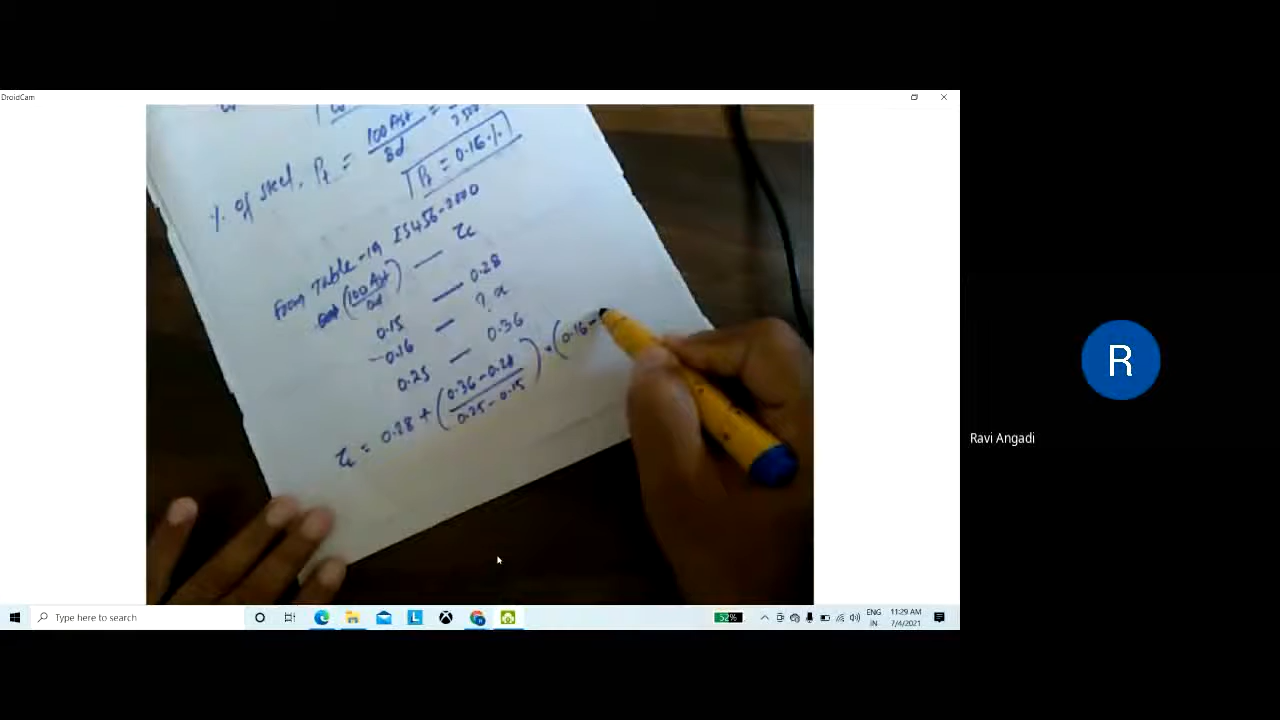 DroidCam
% of steel, Pt = 100Ast/Bd =
Pt = 0.16%
From Table-19 IS456-2000
(100Ast/Bd) — τc
0.15 — 0.28
0.16 — ? x
0.25 — 0.36
τc = 0.28 + (0.36-0.28/0.25-0.15) × (0.16-
R
Ravi Angadi
Type here to search
52%
ENG
IN
11:29 AM
7/4/2021